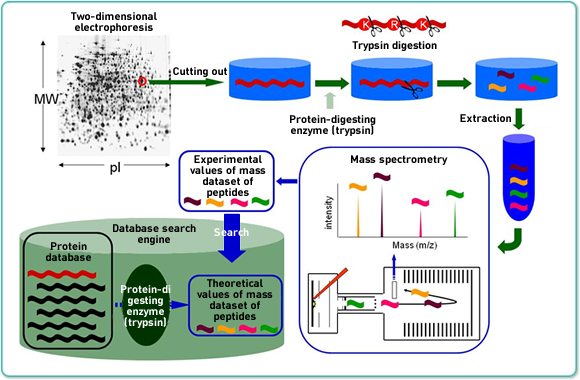 Two-dimensional
electrophoresis
MW
pI
Cutting out
K R K
Trypsin digestion
Protein-digesting
enzyme (trypsin)
Extraction
Mass spectrometry
intensity
Mass (m/z)
Experimental
values of mass
dataset of
peptides
Search
Database search
engine
Protein
database
Protein-di
gesting
enzyme
(trypsin)
Theoretical
values of mass
dataset of
peptides